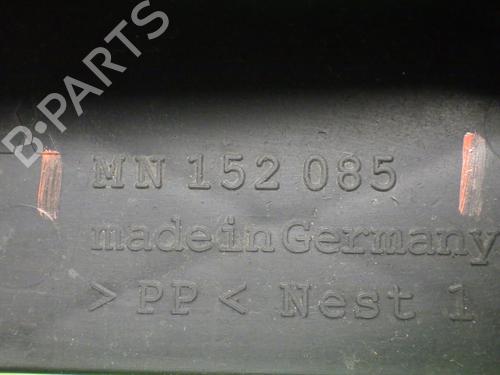 B-PARTS
MN 152 085
made in Germany
> PP < Nest 1